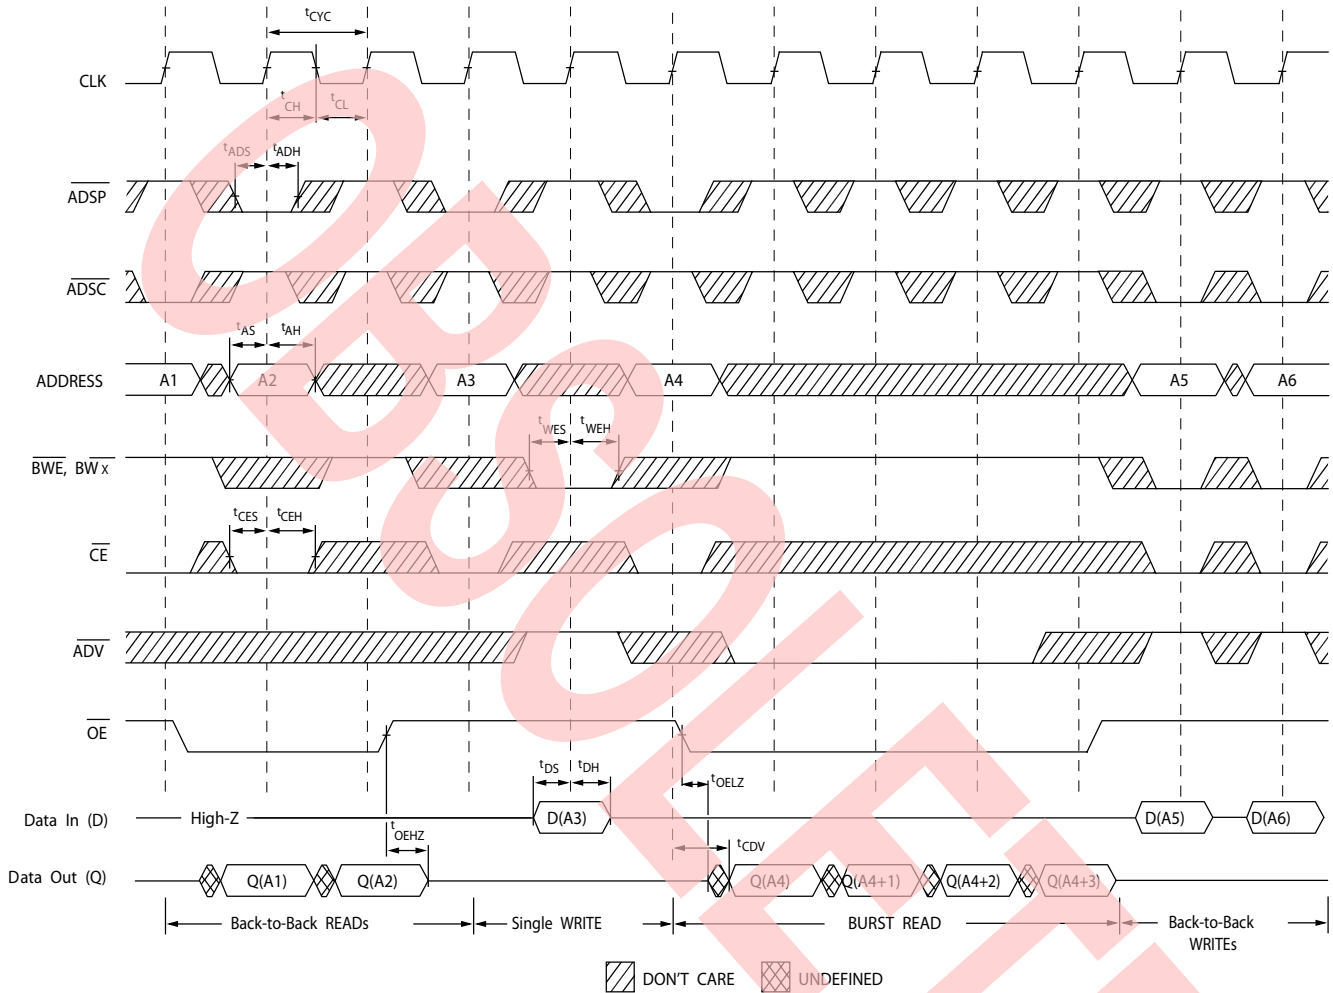 tCYC
CLK
tCH tCL
tADS tADH
ADSP
ADSC
tAS tAH
ADDRESS A1 A2 A3 A4 A5 A6
tWES tWEH
BWE, BWx
tCES tCEH
CE
ADV
OE
tDS tDH tOELZ
Data In (D) High-Z D(A3) D(A5) D(A6)
tOEHZ tCDV
Data Out (Q) Q(A1) Q(A2) Q(A4) Q(A4+1) Q(A4+2) Q(A4+3)
Back-to-Back READs Single WRITE BURST READ Back-to-Back
WRITEs
DON'T CARE UNDEFINED
OBSOLET